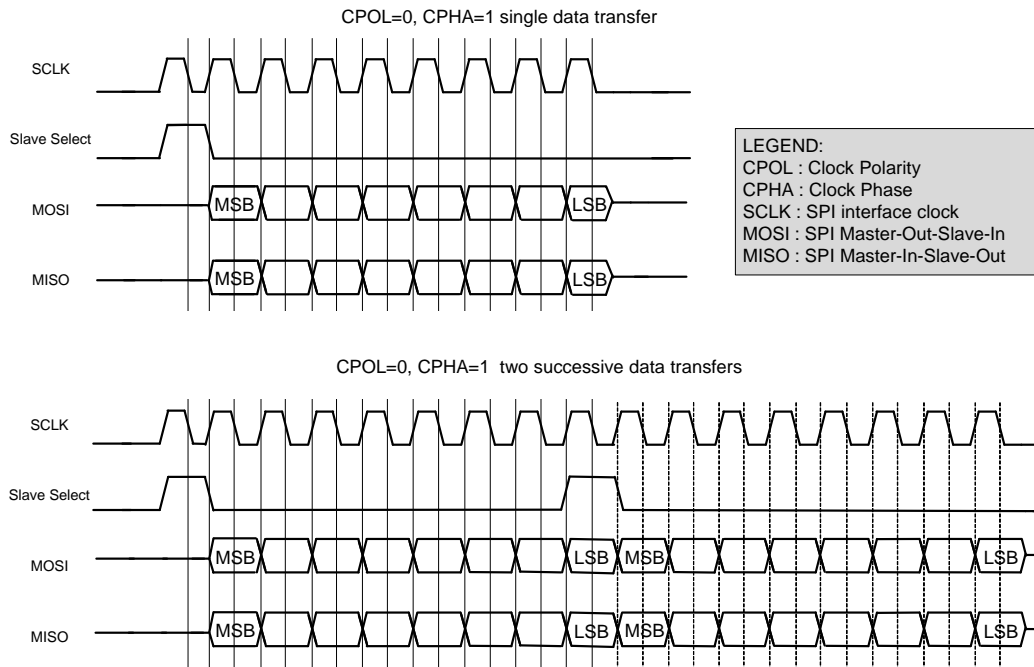 CPOL=0, CPHA=1 single data transfer
SCLK
Slave Select
MOSI
MSB
LSB
MISO
MSB
LSB
LEGEND:
CPOL : Clock Polarity
CPHA : Clock Phase
SCLK : SPI interface clock
MOSI : SPI Master-Out-Slave-In
MISO : SPI Master-In-Slave-Out
CPOL=0, CPHA=1 two successive data transfers
SCLK
Slave Select
MOSI
MSB
LSB
MSB
LSB
MISO
MSB
LSB
MSB
LSB